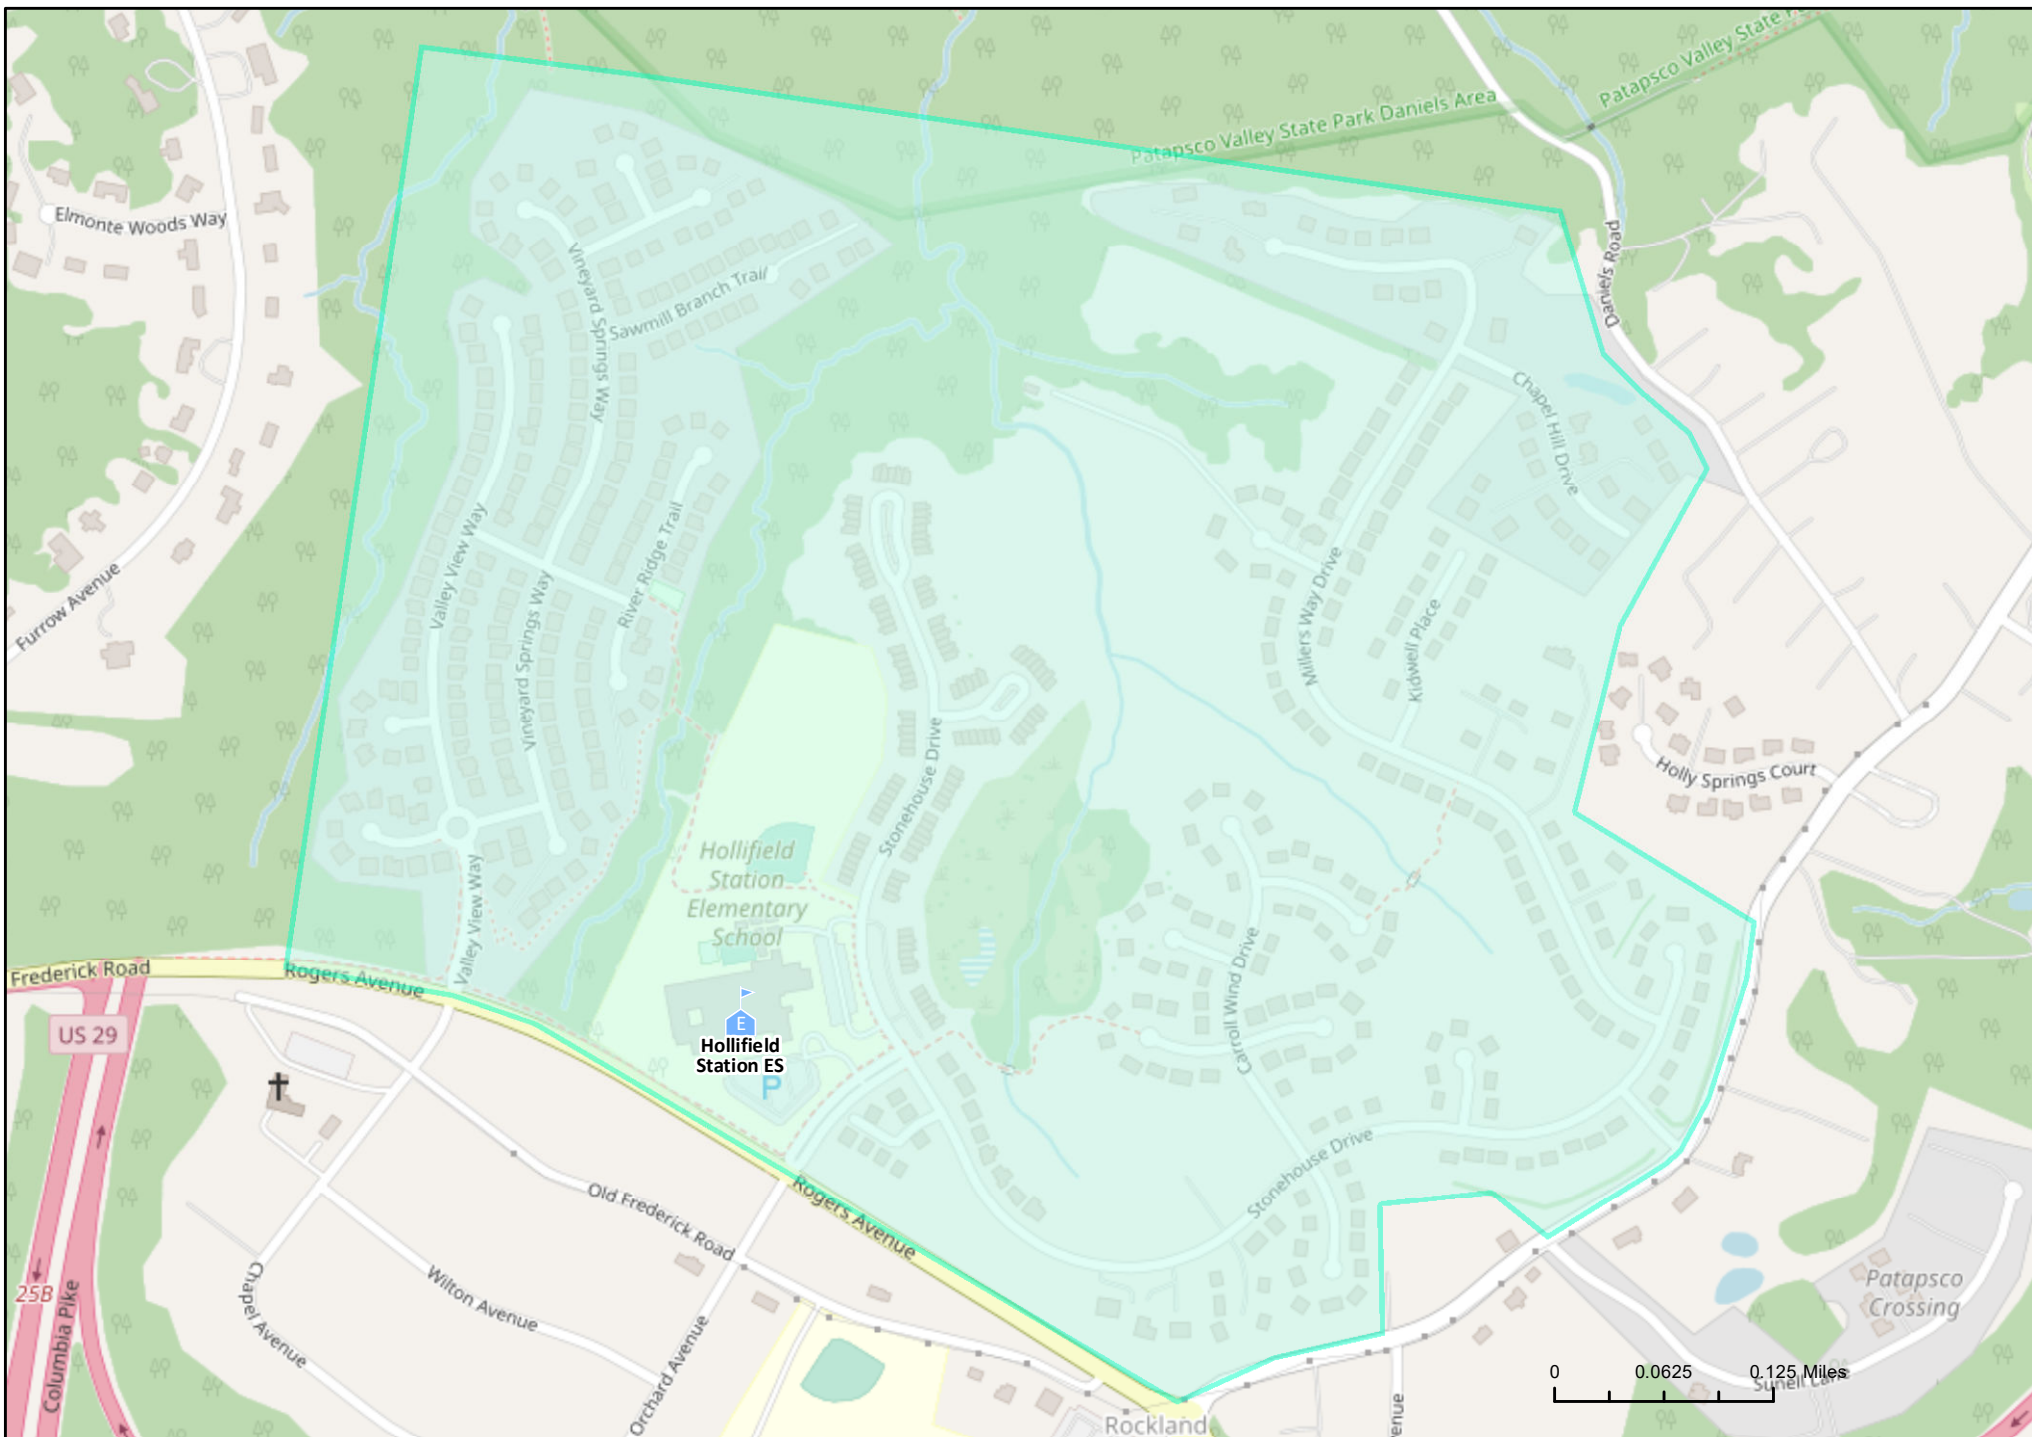 Patapsco Valley State P
Patapsco Valley State Park Daniels Area
Elmonte Woods Way
Daniels Road
Vineyard Springs Way
Sawmill Branch Trail
Chapel Hill Drive
Furrow Avenue
Valley View Way
River Ridge Trail
Vineyard Springs Way
Millers Way Drive
Kidwell Place
Stonehouse Drive
Holly Springs Court
Hollifield
Station
Elementary
School
Valley View Way
Carroll Wind Drive
Frederick Road
Rogers Avenue
US 29
E
Hollifield
Station ES
P
Stonehouse Drive
Rogers Avenue
Old Frederick Road
Wilton Avenue
Chapel Avenue
Orchard Avenue
25B
Columbia Pike
Patapsco
Crossing
0 0.0625 0.125 Miles
Sunell Lane
enue
Rockland